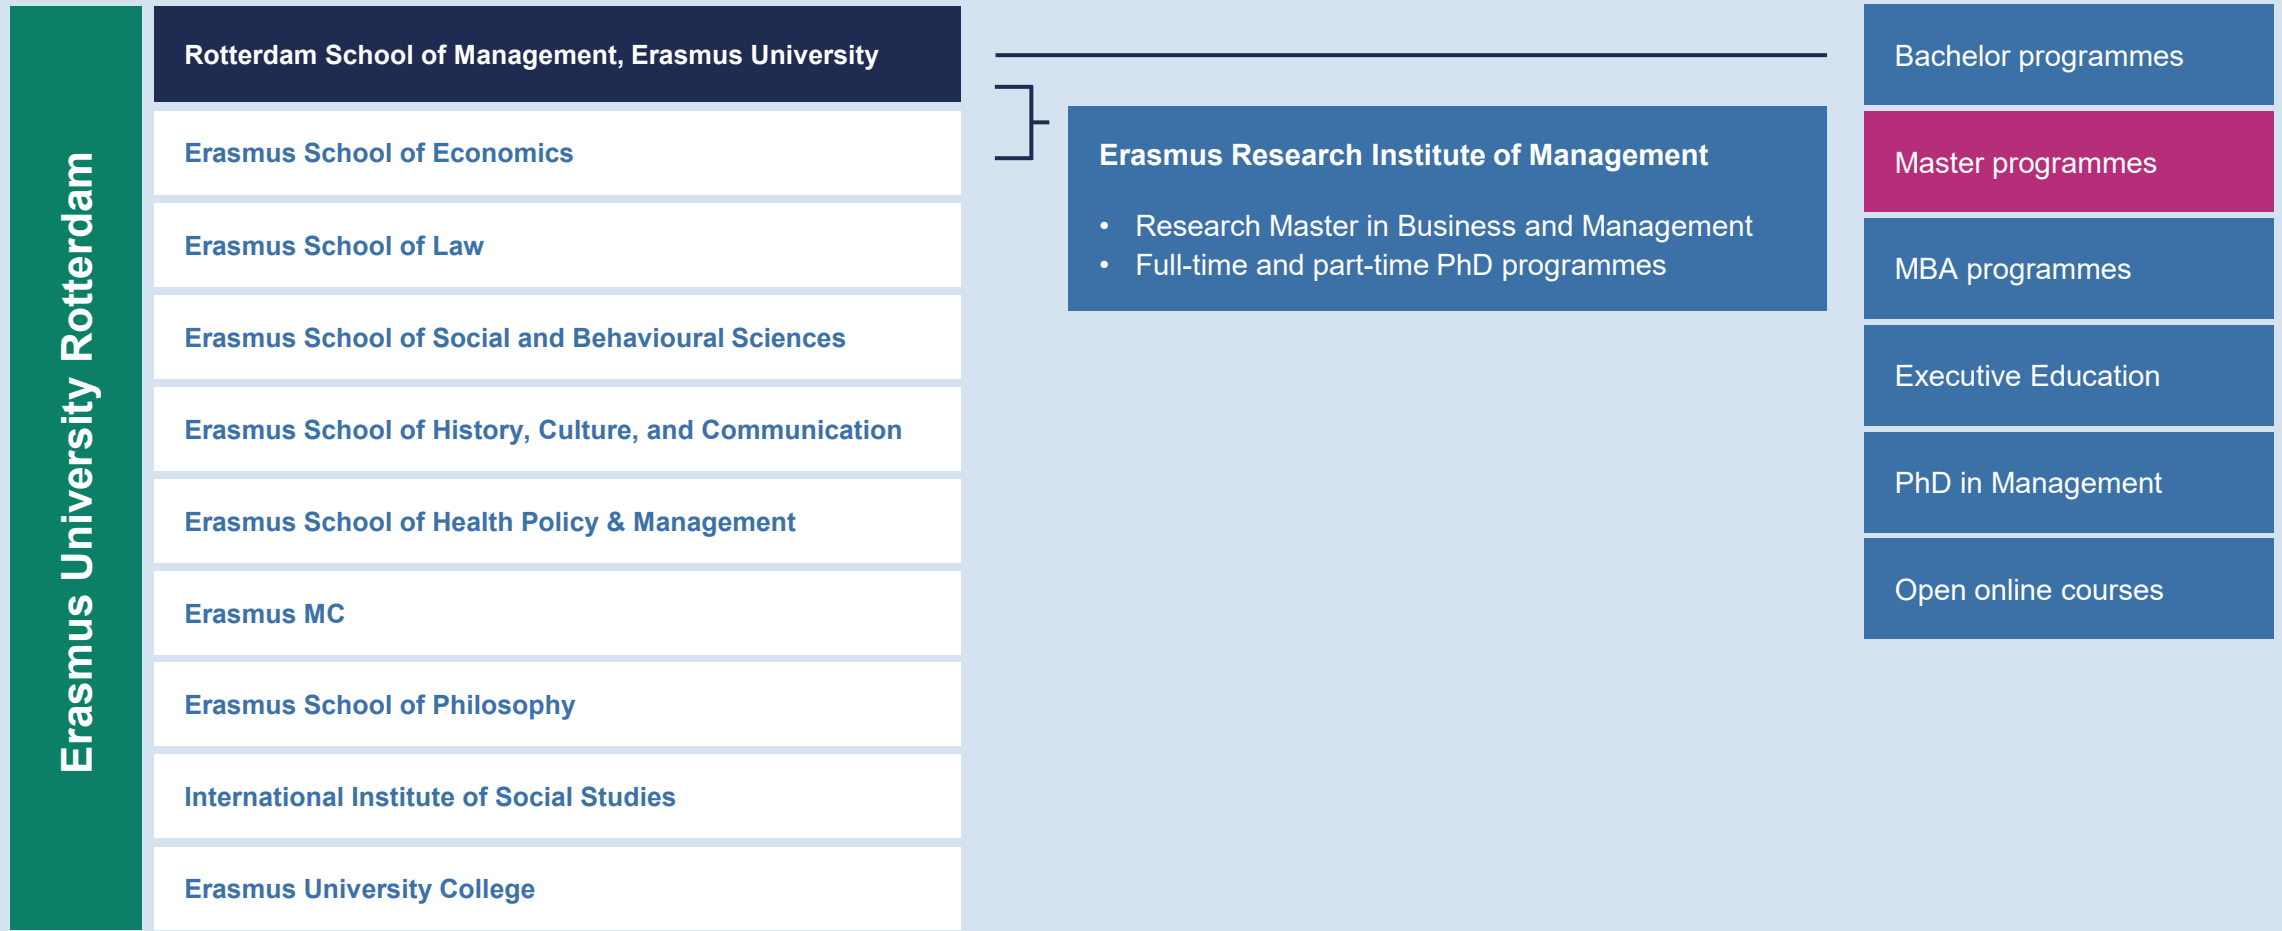 Erasmus University Rotterdam
Rotterdam School of Management, Erasmus University
Erasmus School of Economics
Erasmus School of Law
Erasmus School of Social and Behavioural Sciences
Erasmus School of History, Culture, and Communication
Erasmus School of Health Policy & Management
Erasmus MC
Erasmus School of Philosophy
International Institute of Social Studies
Erasmus University College
Erasmus Research Institute of Management
• Research Master in Business and Management
• Full-time and part-time PhD programmes
Bachelor programmes
Master programmes
MBA programmes
Executive Education
PhD in Management
Open online courses